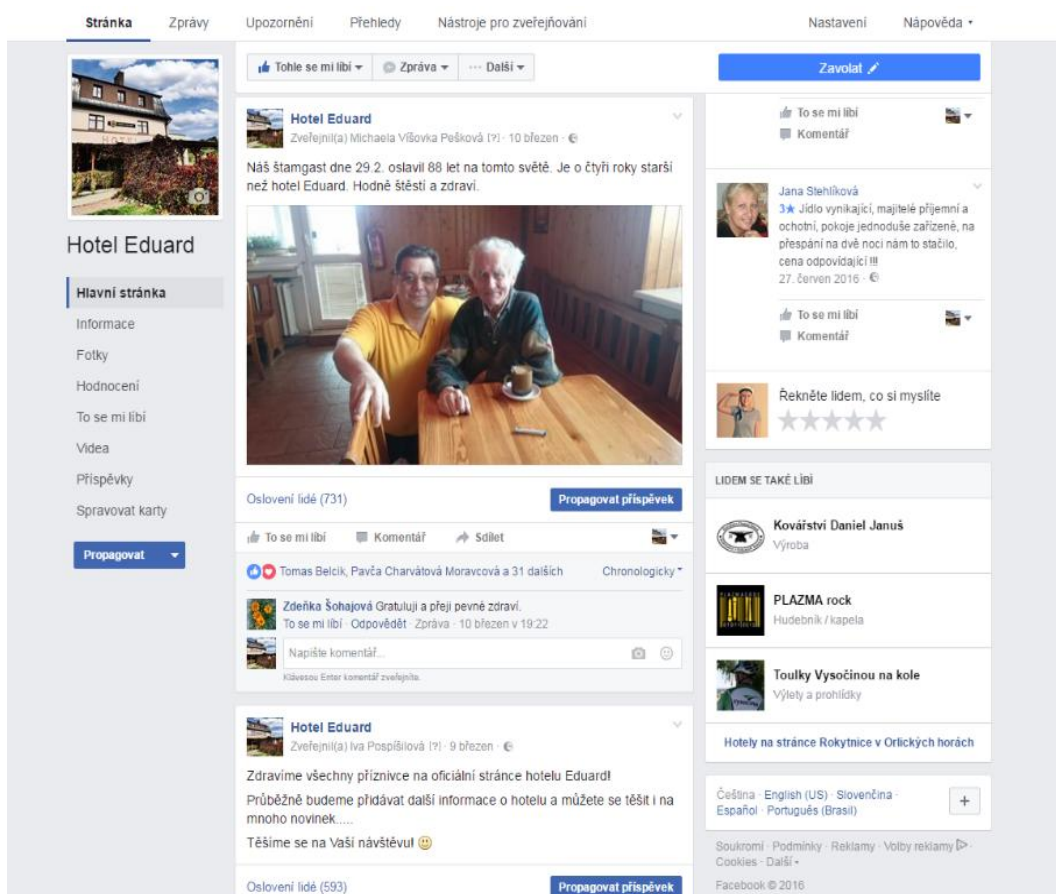 Stránka Zprávy Upozornění Přehledy Nástroje pro zveřejňování Nastavení Nápověda
Tohle se mi líbí Zpráva Další
Zavolat
Hotel Eduard
Hlavní stránka
Informace
Fotky
Hodnocení
To se mi líbí
Videa
Příspěvky
Spravovat karty
Propagovat
Hotel Eduard
Zveřejnil(a) Michaela Víšovka Pešková [?] · 10 březen ·
Náš štamgast dne 29.2. oslavil 88 let na tomto světě. Je o čtyři roky starší
než hotel Eduard. Hodně štěstí a zdraví.
Oslovení lidé (731)
Propagovat příspěvek
To se mi líbí Komentář Sdílet
Tomas Belcik, Pavča Charvátová Moravcová a 31 dalších Chronologicky
Zdeňka Šohajová Gratuluji a přeji pevné zdraví.
To se mi líbí · Odpovědět · Zpráva · 10 březen v 19:22
Napište komentář...
Klávesou Enter komentář zveřejníte.
Hotel Eduard
Zveřejnil(a) Iva Pospíšilová [?] · 9 březen ·
Zdravíme všechny příznivce na oficiální stránce hotelu Eduard!
Průběžně budeme přidávat další informace o hotelu a můžete se těšit i na
mnoho novinek.....
Těšíme se na Vaší návštěvu!
Oslovení lidé (593)
Propagovat příspěvek
To se mi líbí
Komentář
Jana Stehlíková
3★ Jídlo vynikající, majitelé příjemní a
ochotní, pokoje jednoduše zařízené, na
přespání na dvě noci nám to stačilo,
cena odpovídající !!!
27. červen 2016 ·
To se mi líbí
Komentář
Řekněte lidem, co si myslíte
LIDEM SE TAKÉ LÍBÍ
Kovářství Daniel Januš
Výroba
PLAZMA rock
Hudebník / kapela
Toulky Vysočinou na kole
Výlety a prohlídky
Hotely na stránce Rokytnice v Orlických horách
Čeština · English (US) · Slovenčina ·
Español · Português (Brasil)
+
Soukromí · Podmínky · Reklamy · Volby reklamy ·
Cookies · Další
Facebook © 2016